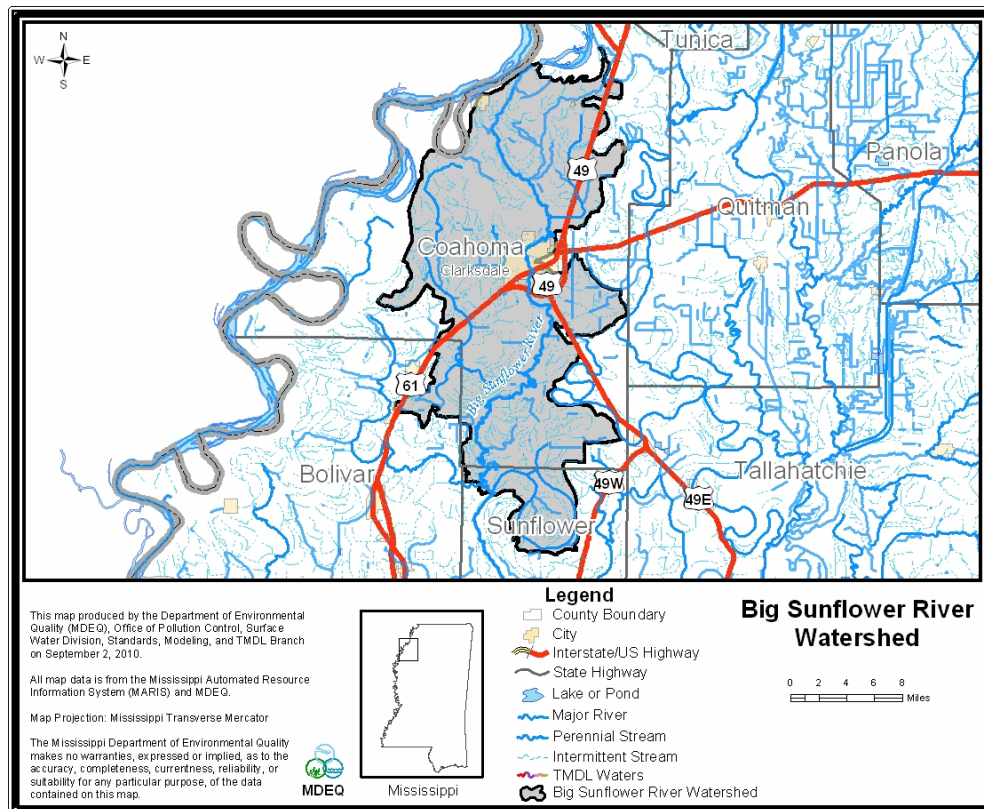 N
W E
S
Tunica
Panola
49
Quitman
Coahoma
Clarksdale
49
Big Sunflower River
61
Bolivar
Tallahatchie
49W
49E
Sunflower
This map produced by the Department of Environmental
Quality (MDEQ), Office of Pollution Control, Surface
Water Division, Standards, Modeling, and TMDL Branch
on September 2, 2010.
All map data is from the Mississippi Automated Resource
Information System (MARIS) and MDEQ.
Map Projection: Mississippi Transverse Mercator
The Mississippi Department of Environmental Quality
makes no warranties, expressed or implied, as to the
accuracy, completeness, currentness, reliability, or
suitability for any particular purpose, of the data
contained on this map.
MDEQ
Mississippi
Legend
County Boundary
City
Interstate/US Highway
State Highway
Lake or Pond
Major River
Perennial Stream
Intermittent Stream
TMDL Waters
Big Sunflower River Watershed
Big Sunflower River
Watershed
0 2 4 6 8
Miles